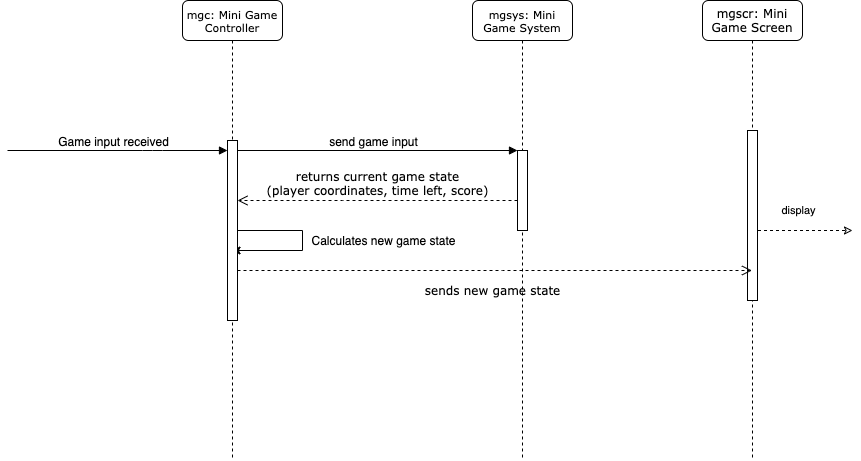 mgc: Mini Game
Controller
mgsys: Mini
Game System
mgscr: Mini
Game Screen
Game input received
send game input
returns current game state
(player coordinates, time left, score)
display
Calculates new game state
sends new game state